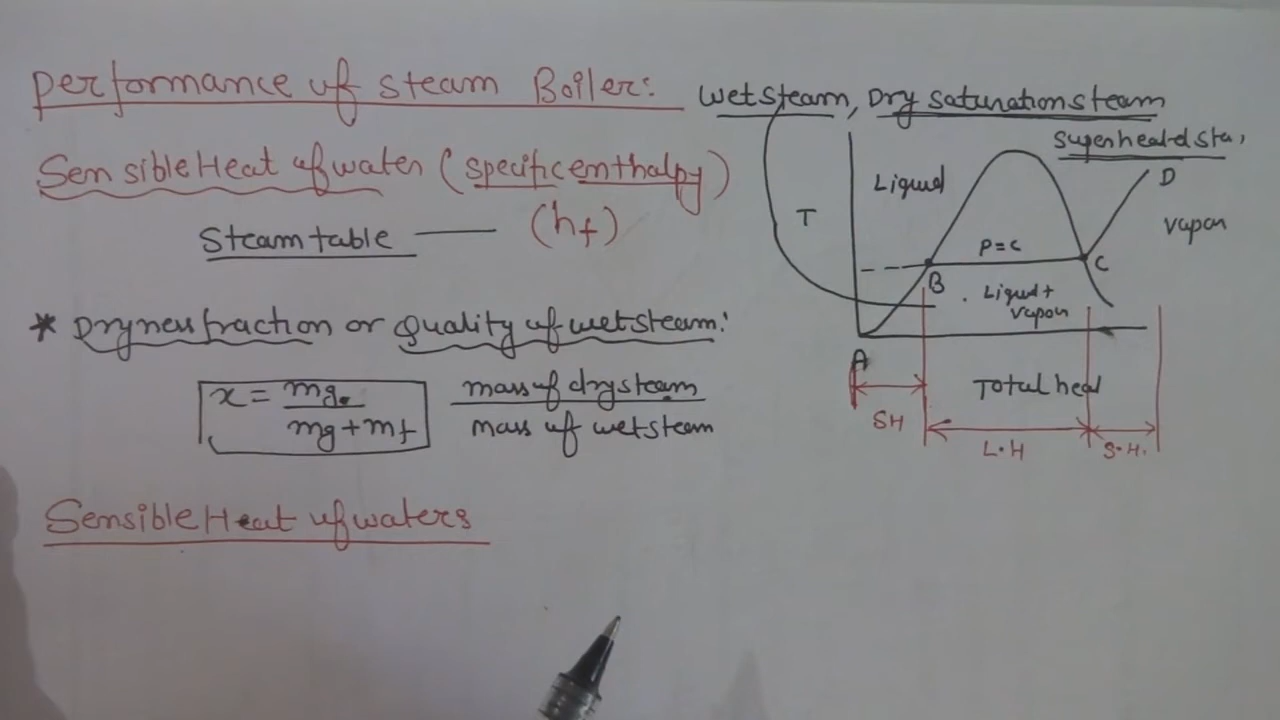 Performance of steam Boiler:
Sensible Heat of water (specific enthalpy)
Steam table — (hf)
* Dryness fraction or Quality of wet steam:
x = mg / mg + mf
mass of dry steam / mass of wet steam
Sensible Heat of waters
Wet steam, Dry saturation steam
Superheated ste,
Liquid
D
T
vapor
P=c
B
C
Liquid + vapor
A
Total heat
SH
L.H
S.H.